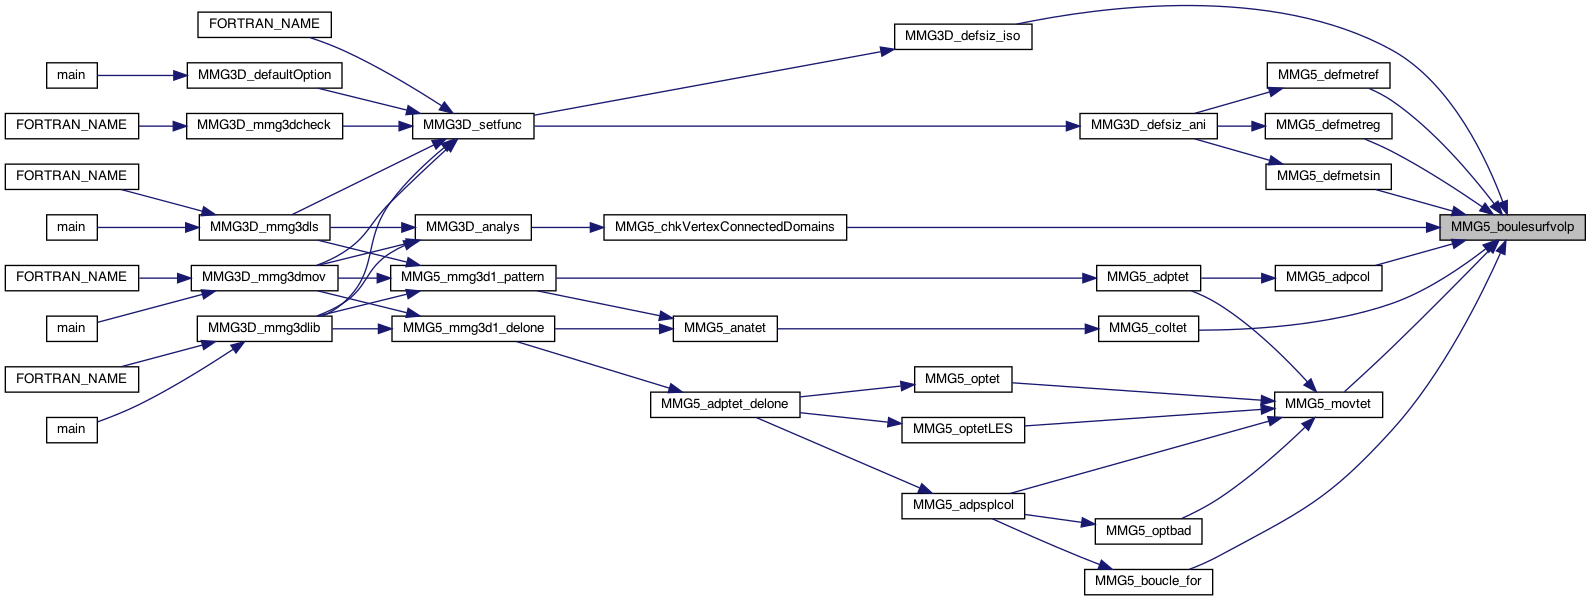 FORTRAN_NAME
MMG3D_defsiz_iso
main
MMG3D_defaultOption
MMG5_defmetref
FORTRAN_NAME
MMG3D_mmg3dcheck
MMG3D_setfunc
MMG3D_defsiz_ani
MMG5_defmetreg
FORTRAN_NAME
MMG5_defmetsin
main
MMG3D_mmg3dls
MMG3D_analys
MMG5_chkVertexConnectedDomains
MMG5_boulesurfvolp
FORTRAN_NAME
MMG3D_mmg3dmov
MMG5_mmg3d1_pattern
MMG5_adptet
MMG5_adpcol
main
MMG3D_mmg3dlib
MMG5_mmg3d1_delone
MMG5_anatet
MMG5_coltet
FORTRAN_NAME
MMG5_optet
MMG5_adptet_delone
MMG5_movtet
main
MMG5_optetLES
MMG5_adpsplcol
MMG5_optbad
MMG5_boucle_for